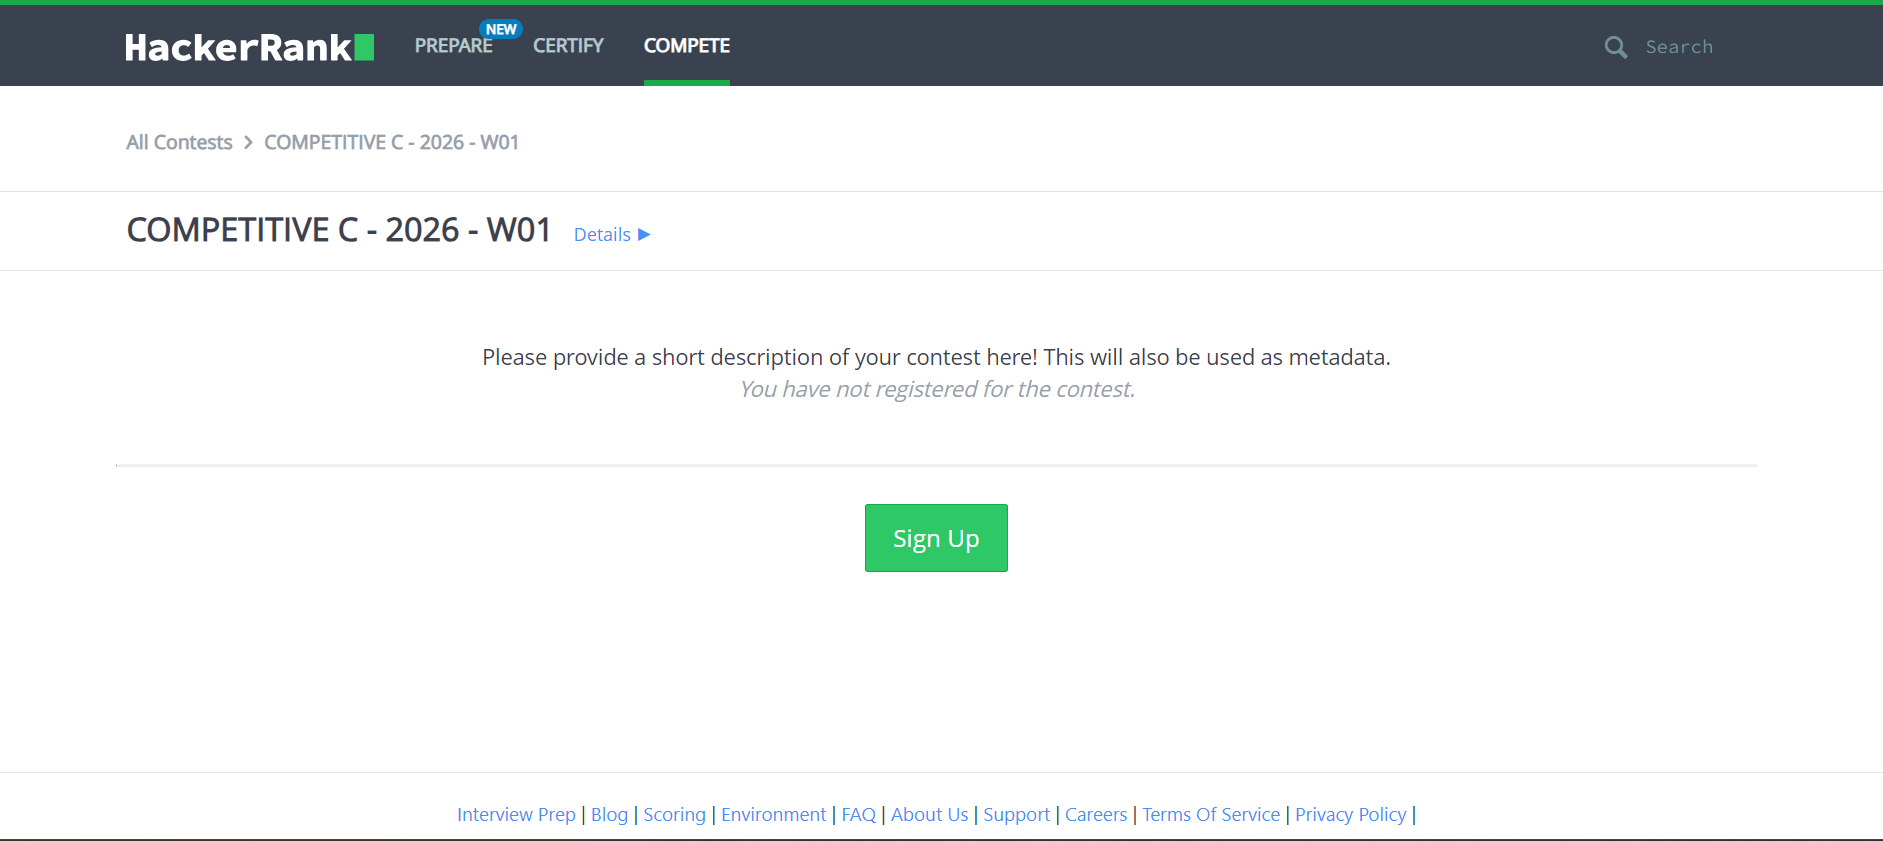 HackerRank PREPARE NEW CERTIFY COMPETE Search
All Contests > COMPETITIVE C - 2026 - W01
COMPETITIVE C - 2026 - W01 Details ▶
Please provide a short description of your contest here! This will also be used as metadata.
You have not registered for the contest.
Sign Up
Interview Prep | Blog | Scoring | Environment | FAQ | About Us | Support | Careers | Terms Of Service | Privacy Policy |